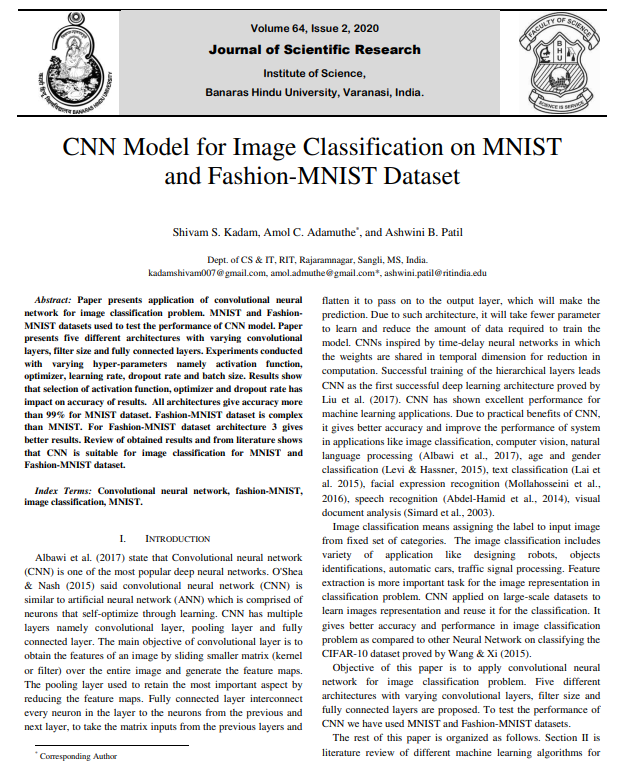 Volume 64, Issue 2, 2020
Journal of Scientific Research
Institute of Science,
Banaras Hindu University, Varanasi, India.
BANARAS HINDU UNIVERSITY
FACULTY OF SCIENCE
B H U
SCIENCE IS SERVICE
CNN Model for Image Classification on MNIST
and Fashion-MNIST Dataset
Shivam S. Kadam, Amol C. Adamuthe*, and Ashwini B. Patil
Dept. of CS & IT, RIT, Rajaramnagar, Sangli, MS, India.
kadamshivam007@gmail.com, amol.admuthe@gmail.com*, ashwini.patil@ritindia.edu
Abstract: Paper presents application of convolutional neural
network for image classification problem. MNIST and Fashion-
MNIST datasets used to test the performance of CNN model. Paper
presents five different architectures with varying convolutional
layers, filter size and fully connected layers. Experiments conducted
with varying hyper-parameters namely activation function,
optimizer, learning rate, dropout rate and batch size. Results show
that selection of activation function, optimizer and dropout rate has
impact on accuracy of results. All architectures give accuracy more
than 99% for MNIST dataset. Fashion-MNIST dataset is complex
than MNIST. For Fashion-MNIST dataset architecture 3 gives
better results. Review of obtained results and from literature shows
that CNN is suitable for image classification for MNIST and
Fashion-MNIST dataset.
Index Terms: Convolutional neural network, fashion-MNIST,
image classification, MNIST.
I. INTRODUCTION
Albawi et al. (2017) state that Convolutional neural network
(CNN) is one of the most popular deep neural networks. O'Shea
& Nash (2015) said convolutional neural network (CNN) is
similar to artificial neural network (ANN) which is comprised of
neurons that self-optimize through learning. CNN has multiple
layers namely convolutional layer, pooling layer and fully
connected layer. The main objective of convolutional layer is to
obtain the features of an image by sliding smaller matrix (kernel
or filter) over the entire image and generate the feature maps.
The pooling layer used to retain the most important aspect by
reducing the feature maps. Fully connected layer interconnect
every neuron in the layer to the neurons from the previous and
next layer, to take the matrix inputs from the previous layers and
* Corresponding Author
flatten it to pass on to the output layer, which will make the
prediction. Due to such architecture, it will take fewer parameter
to learn and reduce the amount of data required to train the
model. CNNs inspired by time-delay neural networks in which
the weights are shared in temporal dimension for reduction in
computation. Successful training of the hierarchical layers leads
CNN as the first successful deep learning architecture proved by
Liu et al. (2017). CNN has shown excellent performance for
machine learning applications. Due to practical benefits of CNN,
it gives better accuracy and improve the performance of system
in applications like image classification, computer vision, natural
language processing (Albawi et al., 2017), age and gender
classification (Levi & Hassner, 2015), text classification (Lai et
al. 2015), facial expression recognition (Mollahosseini et al.,
2016), speech recognition (Abdel-Hamid et al., 2014), visual
document analysis (Simard et al., 2003).
Image classification means assigning the label to input image
from fixed set of categories. The image classification includes
variety of application like designing robots, objects
identifications, automatic cars, traffic signal processing. Feature
extraction is more important task for the image representation in
classification problem. CNN applied on large-scale datasets to
learn images representation and reuse it for the classification. It
gives better accuracy and performance in image classification
problem as compared to other Neural Network on classifying the
CIFAR-10 dataset proved by Wang & Xi (2015).
Objective of this paper is to apply convolutional neural
network for image classification problem. Five different
architectures with varying convolutional layers, filter size and
fully connected layers are proposed. To test the performance of
CNN we have used MNIST and Fashion-MNIST datasets.
The rest of this paper is organized as follows. Section II is
literature review of different machine learning algorithms for